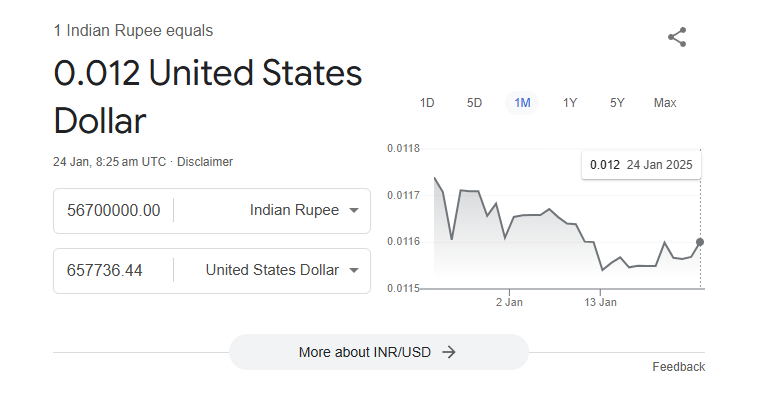 1 Indian Rupee equals
0.012 United States
Dollar
24 Jan, 8:25 am UTC · Disclaimer
56700000.00 Indian Rupee
657736.44 United States Dollar
1D 5D 1M 1Y 5Y Max
0.012 24 Jan 2025
0.0118
0.0117
0.0116
0.0115
2 Jan 13 Jan
More about INR/USD
Feedback